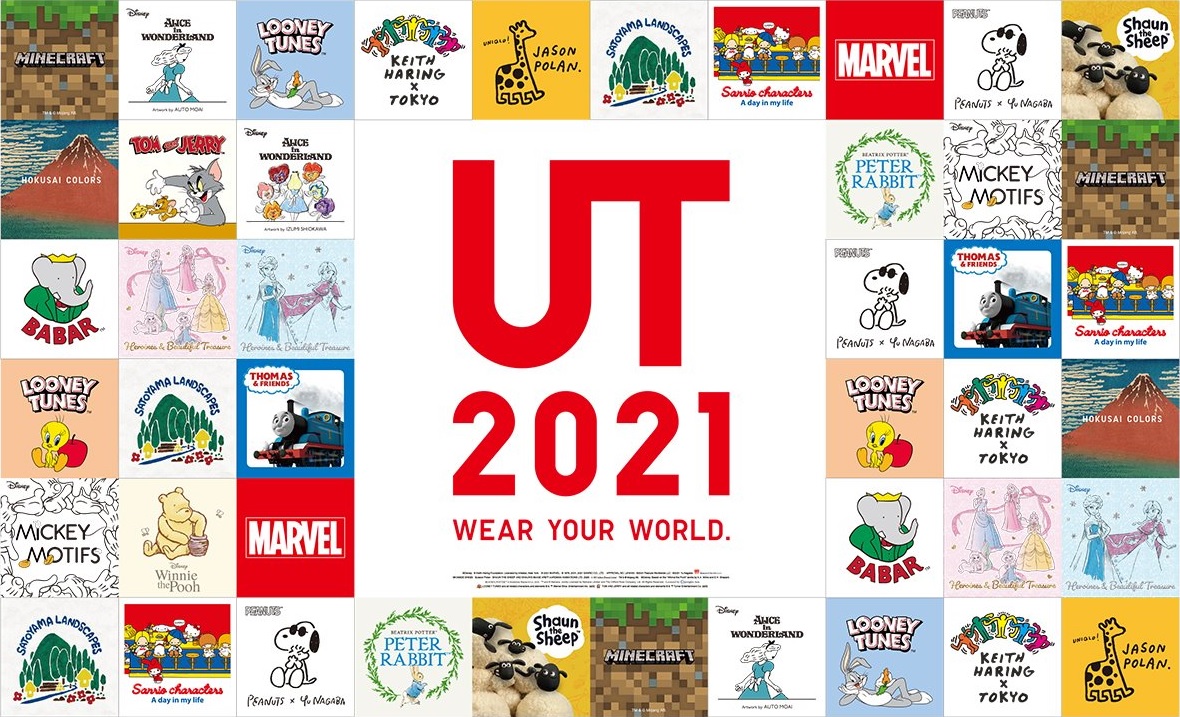 MINECRAFT
Disney
ALICE
in
WONDERLAND
Artwork by AUTO MOAI
LOONEY
TUNES
KEITH
HARING
×
TOKYO
UNIQLO!
JASON
POLAN.
SATOYAMA LANDSCAPES
Sanrio characters
A day in my life
MARVEL
PEANUTS
PEANUTS × YU NAGABA
Shaun
the
Sheep
HOKUSAI COLORS
TOM and JERRY
Disney
ALICE
in
WONDERLAND
Artwork by IZUMI SHIOKAWA
BEATRIX POTTER
PETER
RABBIT
Disney
MICKEY
MOTIFS
MINECRAFT
BABAR
Disney
Heroines & Beautiful Treasure
Disney
Heroines & Beautiful Treasure
PEANUTS
PEANUTS × YU NAGABA
THOMAS
& FRIENDS
Sanrio characters
A day in my life
LOONEY
TUNES
SATOYAMA LANDSCAPES
THOMAS
& FRIENDS
LOONEY
TUNES
KEITH
HARING
×
TOKYO
HOKUSAI COLORS
Disney
MICKEY
MOTIFS
Disney
Winnie
the Pooh
MARVEL
BABAR
Disney
Heroines & Beautiful Treasure
Disney
Heroines & Beautiful Treasure
UT
2021
WEAR YOUR WORLD.
SATOYAMA LANDSCAPES
Sanrio characters
A day in my life
PEANUTS
PEANUTS × YU NAGABA
BEATRIX POTTER
PETER
RABBIT
Shaun
the
Sheep
MINECRAFT
Disney
ALICE
in
WONDERLAND
Artwork by AUTO MOAI
LOONEY
TUNES
KEITH
HARING
×
TOKYO
UNIQLO!
JASON
POLAN.